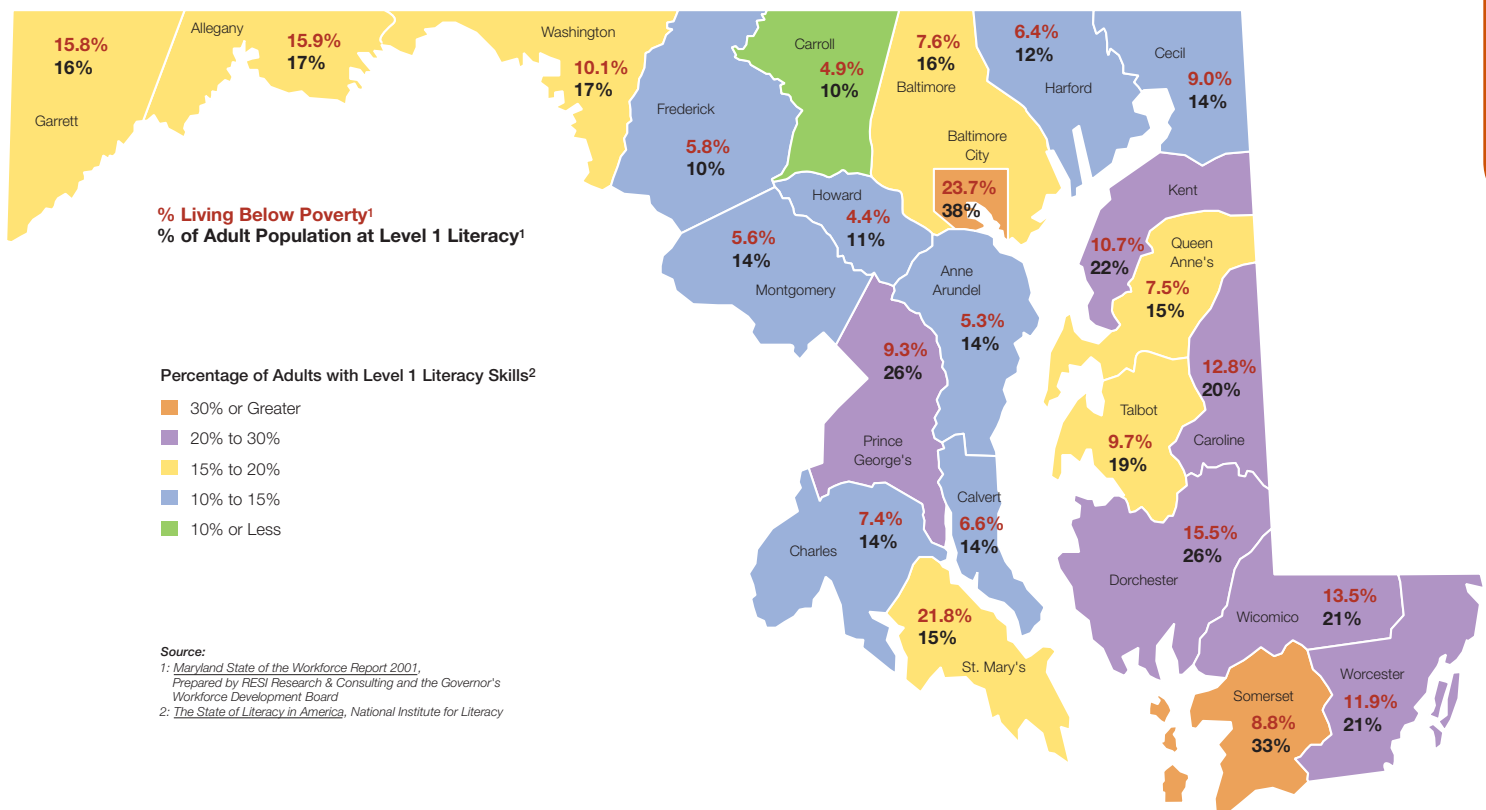 Garrett
15.8%
16%
Allegany
15.9%
17%
Washington
10.1%
17%
Frederick
5.8%
10%
Carroll
4.9%
10%
7.6%
16%
Baltimore
Baltimore
City
23.7%
38%
6.4%
12%
Harford
Cecil
9.0%
14%
Howard
4.4%
11%
5.6%
14%
Montgomery
Anne
Arundel
5.3%
14%
9.3%
26%
Prince
George's
Kent
10.7%
22%
Queen
Anne's
7.5%
15%
12.8%
20%
Caroline
Talbot
9.7%
19%
Calvert
6.6%
14%
7.4%
14%
Charles
21.8%
15%
St. Mary's
15.5%
26%
Dorchester
13.5%
21%
Wicomico
Worcester
11.9%
21%
Somerset
8.8%
33%
% Living Below Poverty¹
% of Adult Population at Level 1 Literacy¹
Percentage of Adults with Level 1 Literacy Skills²
30% or Greater
20% to 30%
15% to 20%
10% to 15%
10% or Less
Source:
1: Maryland State of the Workforce Report 2001,
Prepared by RESI Research & Consulting and the Governor's
Workforce Development Board
2: The State of Literacy in America, National Institute for Literacy